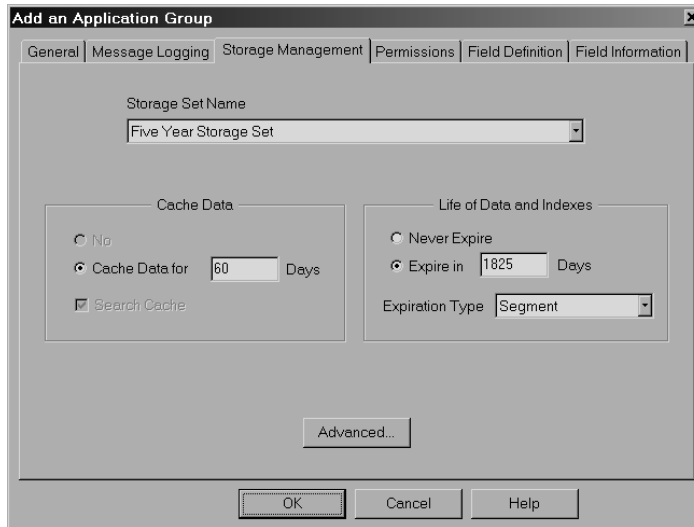 Add an Application Group
General Message Logging Storage Management Permissions Field Definition Field Information
Storage Set Name
Five Year Storage Set
Cache Data
No
Cache Data for 60 Days
Search Cache
Life of Data and Indexes
Never Expire
Expire in 1825 Days
Expiration Type Segment
Advanced...
OK Cancel Help